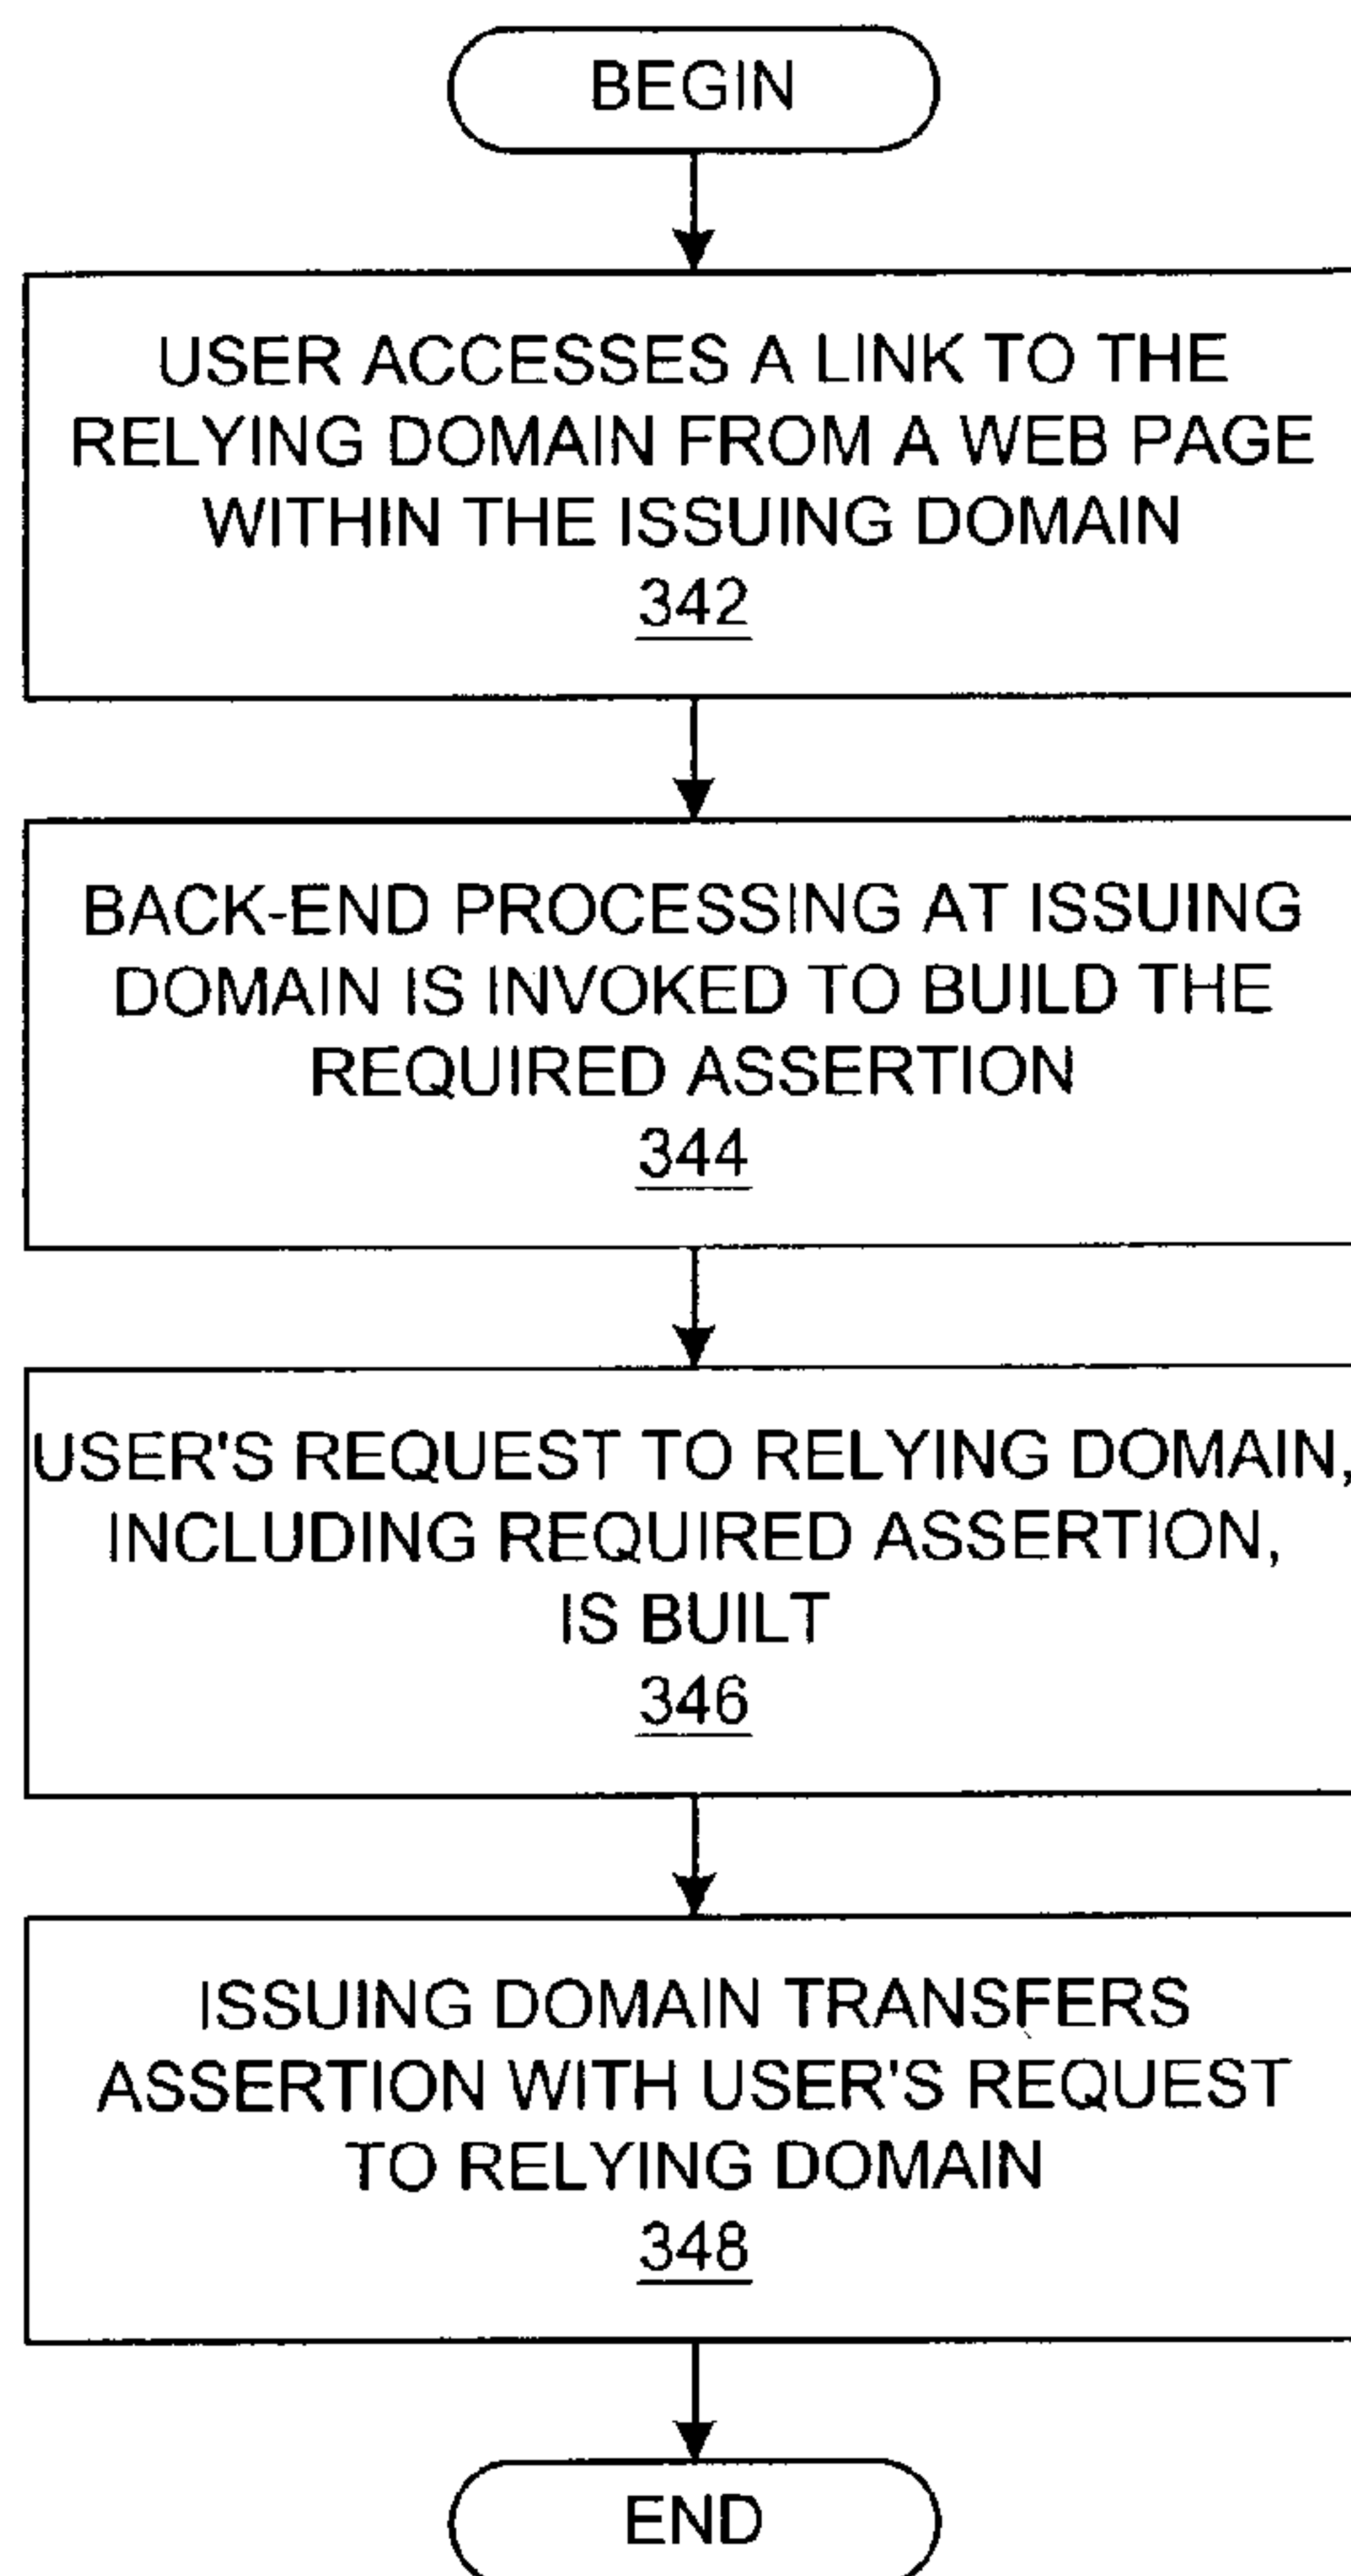 BEGIN
USER ACCESSES A LINK TO THE
RELYING DOMAIN FROM A WEB PAGE
WITHIN THE ISSUING DOMAIN
342
BACK-END PROCESSING AT ISSUING
DOMAIN IS INVOKED TO BUILD THE
REQUIRED ASSERTION
344
USER'S REQUEST TO RELYING DOMAIN,
INCLUDING REQUIRED ASSERTION,
IS BUILT
346
ISSUING DOMAIN TRANSFERS
ASSERTION WITH USER'S REQUEST
TO RELYING DOMAIN
348
END